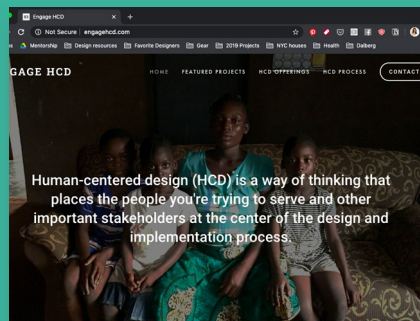 Engage HCD
Not Secure | engagehcd.com
Mentorship Design resources Favorite Designers Gear 2019 Projects NYC houses Health Dalberg
GAGE HCD HOME FEATURED PROJECTS HCD OFFERINGS HCD PROCESS CONTACT
Human-centered design (HCD) is a way of thinking that
places the people you're trying to serve and other
important stakeholders at the center of the design and
implementation process.